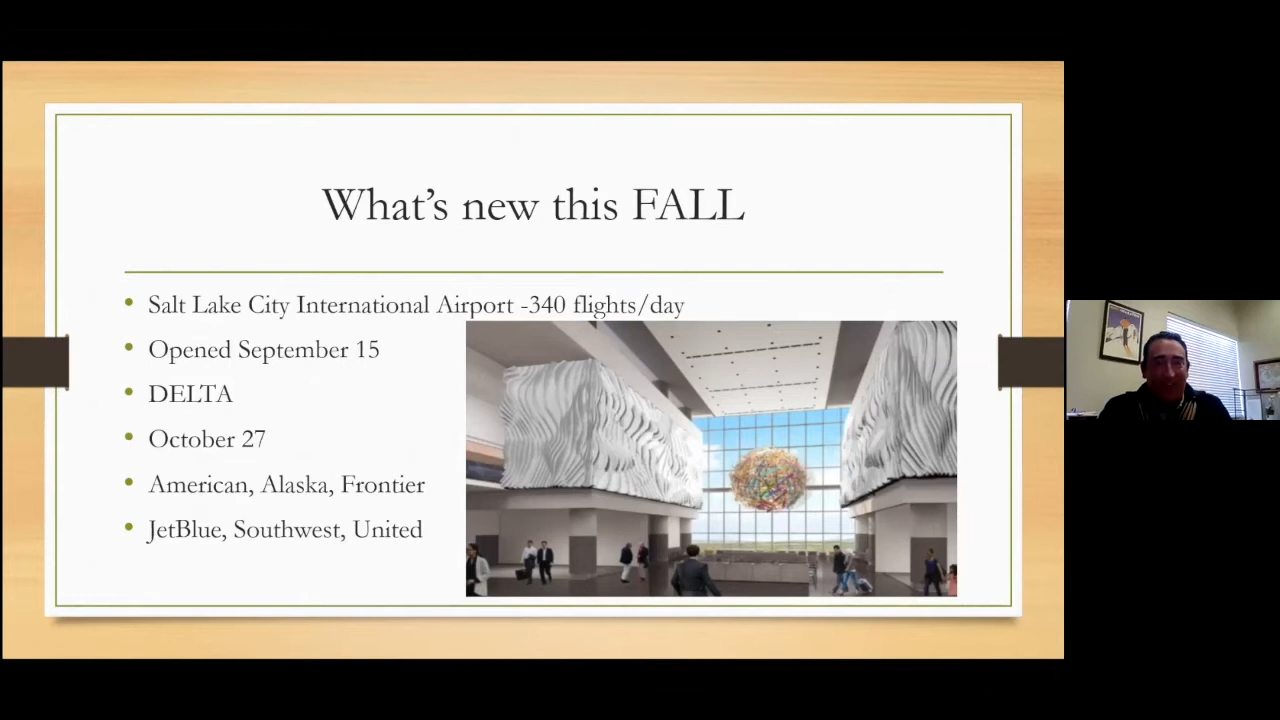 What's new this FALL
Salt Lake City International Airport -340 flights/day
Opened September 15
DELTA
October 27
American, Alaska, Frontier
JetBlue, Southwest, United